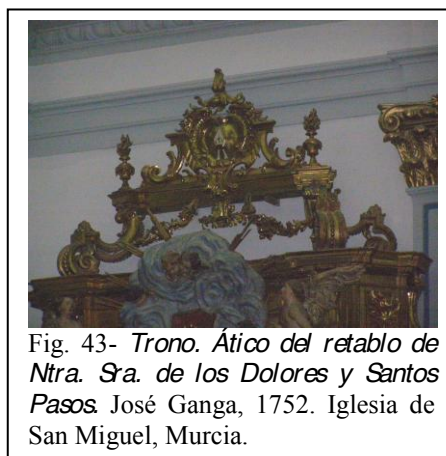 Fig. 43- Trono. Ático del retablo de
Ntra. Sra. de los Dolores y Santos
Pasos. José Ganga, 1752. Iglesia de
San Miguel, Murcia.